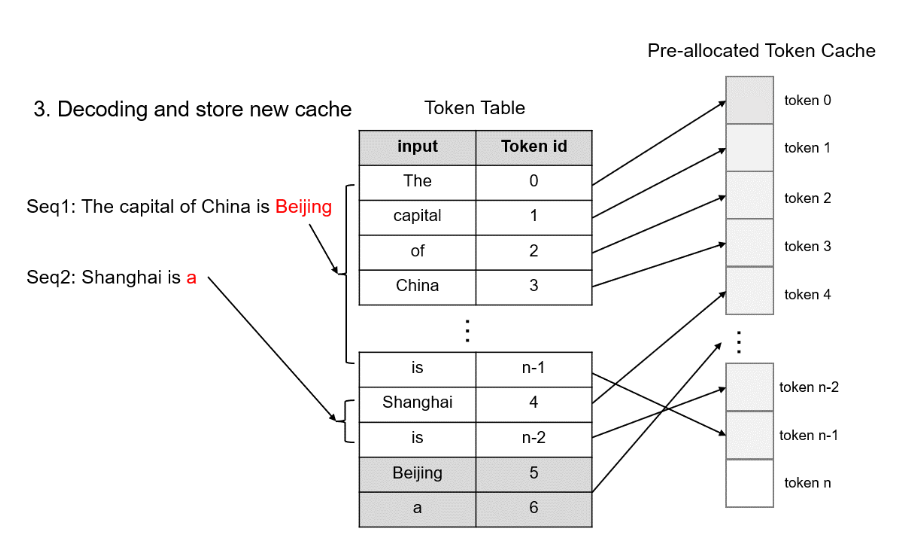 Pre-allocated Token Cache
3. Decoding and store new cache
Token Table
input Token id
The 0
capital 1
of 2
China 3
⋮
is n-1
Shanghai 4
is n-2
Beijing 5
a 6
Seq1: The capital of China is Beijing
Seq2: Shanghai is a
token 0
token 1
token 2
token 3
token 4
⋮
token n-2
token n-1
token n